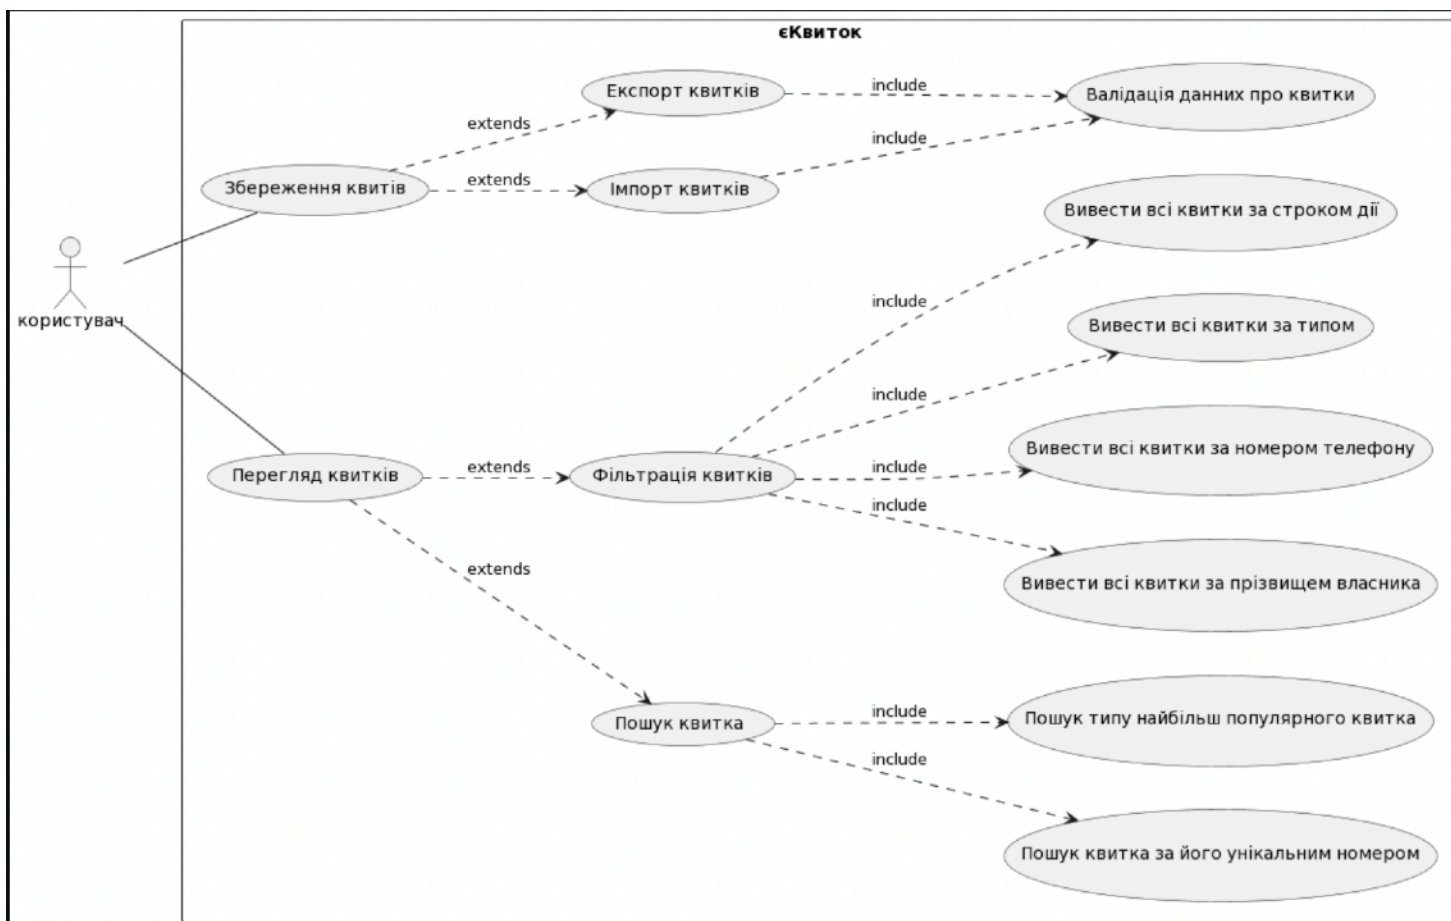 єКвиток
Експорт квитків
include
Валідація данних про квитки
extends
include
Збереження квитів
extends
Імпорт квитків
Вивести всі квитки за строком дії
include
користувач
Вивести всі квитки за типом
include
Вивести всі квитки за номером телефону
Перегляд квитків
extends
Фільтрація квитків
include
include
extends
Вивести всі квитки за прізвищем власника
Пошук квитка
include
Пошук типу найбільш популярного квитка
include
Пошук квитка за його унікальним номером